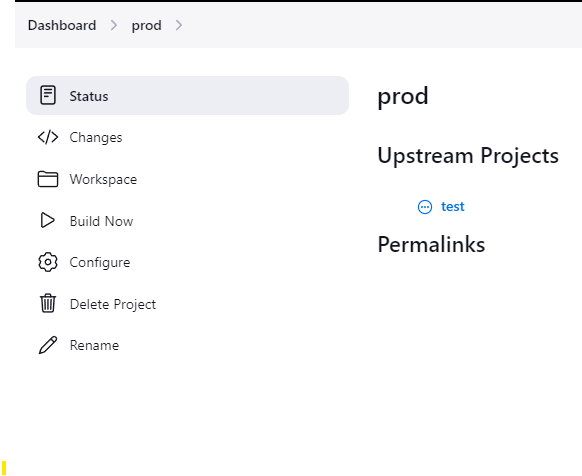 Dashboard > prod >
Status
Changes
Workspace
Build Now
Configure
Delete Project
Rename
prod
Upstream Projects
test
Permalinks